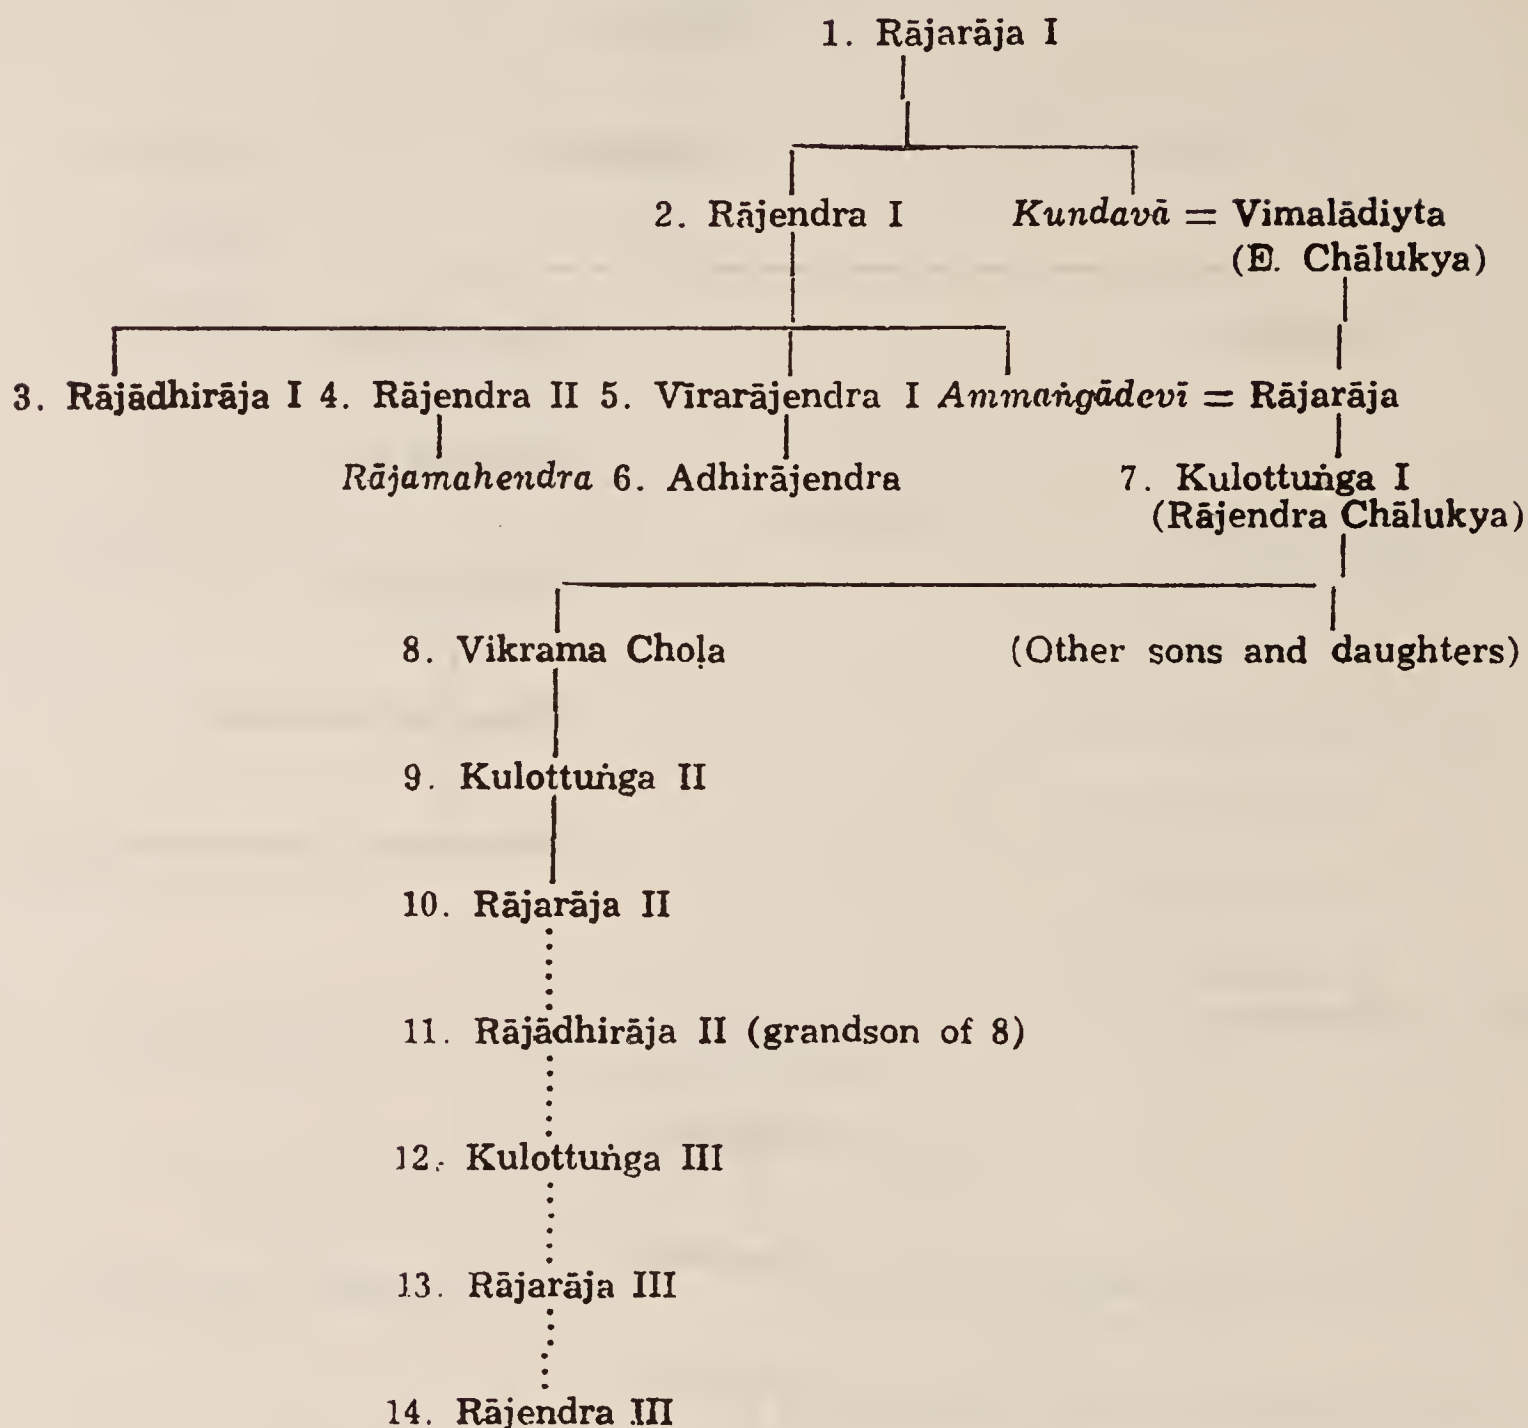 1. Rājarāja I
2. Rājendra I Kundavā = Vimalādiyta
(E. Chālukya)
3. Rājādhirāja I 4. Rājendra II 5. Vīrarājendra I Ammaṅgādevī = Rājarāja
Rājamahendra 6. Adhirājendra 7. Kulottuṅga I
(Rājendra Chālukya)
8. Vikrama Choḷa (Other sons and daughters)
9. Kulottuṅga II
10. Rājarāja II
11. Rājādhirāja II (grandson of 8)
12. Kulottuṅga III
13. Rājarāja III
14. Rājendra III